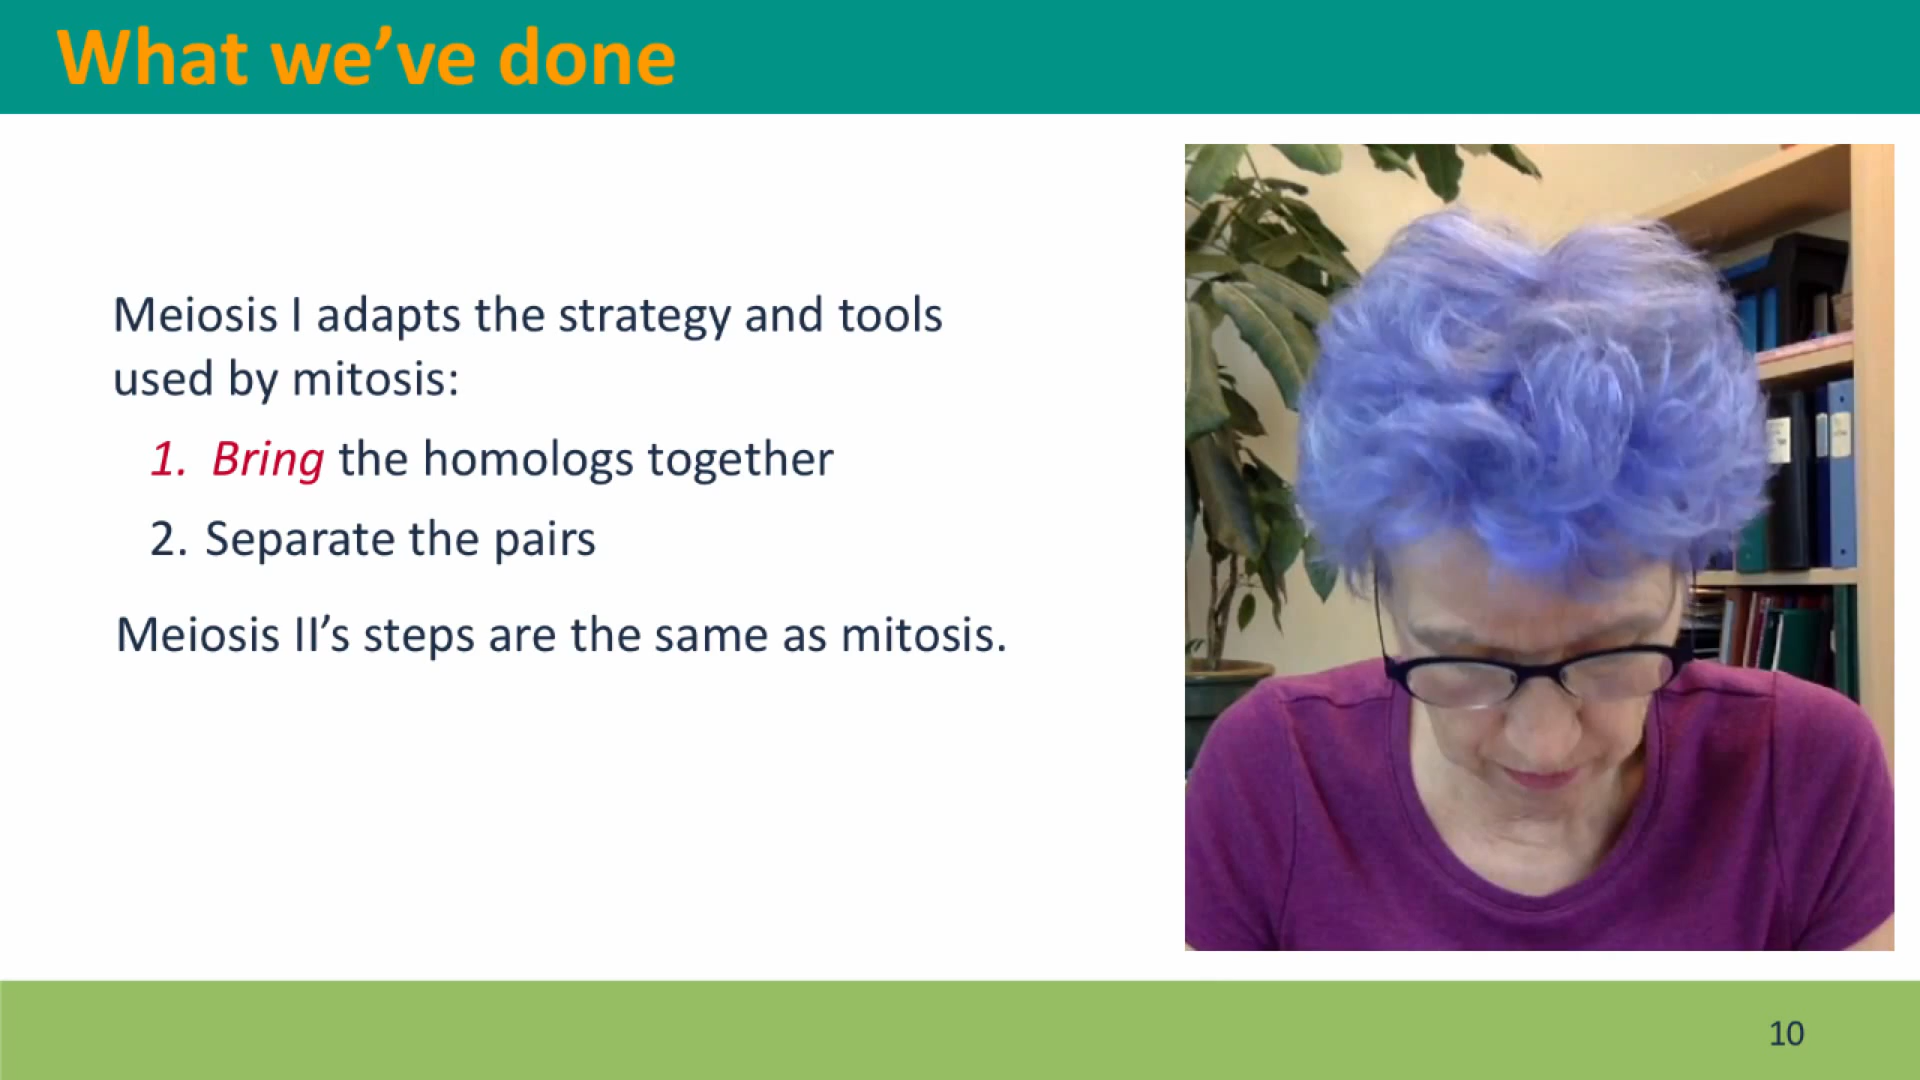 What we’ve done
Meiosis I adapts the strategy and tools
used by mitosis:
1. Bring the homologs together
2. Separate the pairs
Meiosis II’s steps are the same as mitosis.
10